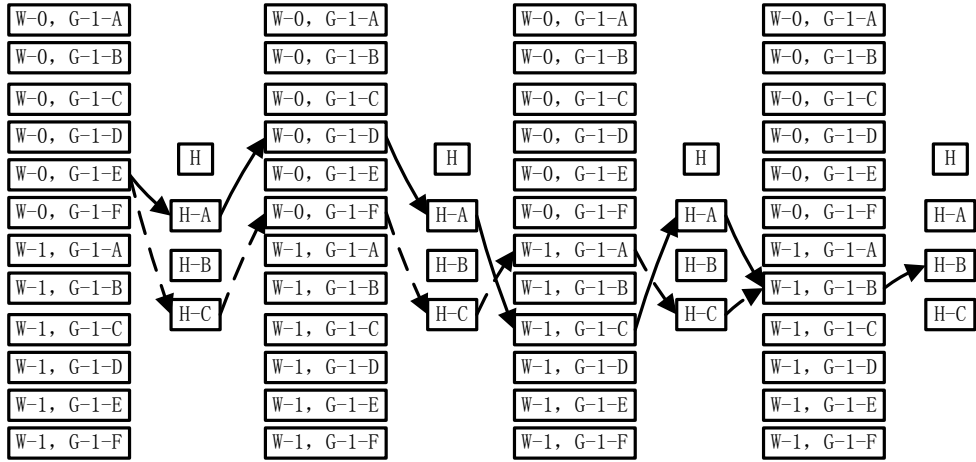 W-0, G-1-A
W-0, G-1-B
W-0, G-1-C
W-0, G-1-D
W-0, G-1-E
W-0, G-1-F
W-1, G-1-A
W-1, G-1-B
W-1, G-1-C
W-1, G-1-D
W-1, G-1-E
W-1, G-1-F
H
H-A
H-B
H-C
W-0, G-1-A
W-0, G-1-B
W-0, G-1-C
W-0, G-1-D
W-0, G-1-E
W-0, G-1-F
W-1, G-1-A
W-1, G-1-B
W-1, G-1-C
W-1, G-1-D
W-1, G-1-E
W-1, G-1-F
H
H-A
H-B
H-C
W-0, G-1-A
W-0, G-1-B
W-0, G-1-C
W-0, G-1-D
W-0, G-1-E
W-0, G-1-F
W-1, G-1-A
W-1, G-1-B
W-1, G-1-C
W-1, G-1-D
W-1, G-1-E
W-1, G-1-F
H
H-A
H-B
H-C
W-0, G-1-A
W-0, G-1-B
W-0, G-1-C
W-0, G-1-D
W-0, G-1-E
W-0, G-1-F
W-1, G-1-A
W-1, G-1-B
W-1, G-1-C
W-1, G-1-D
W-1, G-1-E
W-1, G-1-F
H
H-A
H-B
H-C